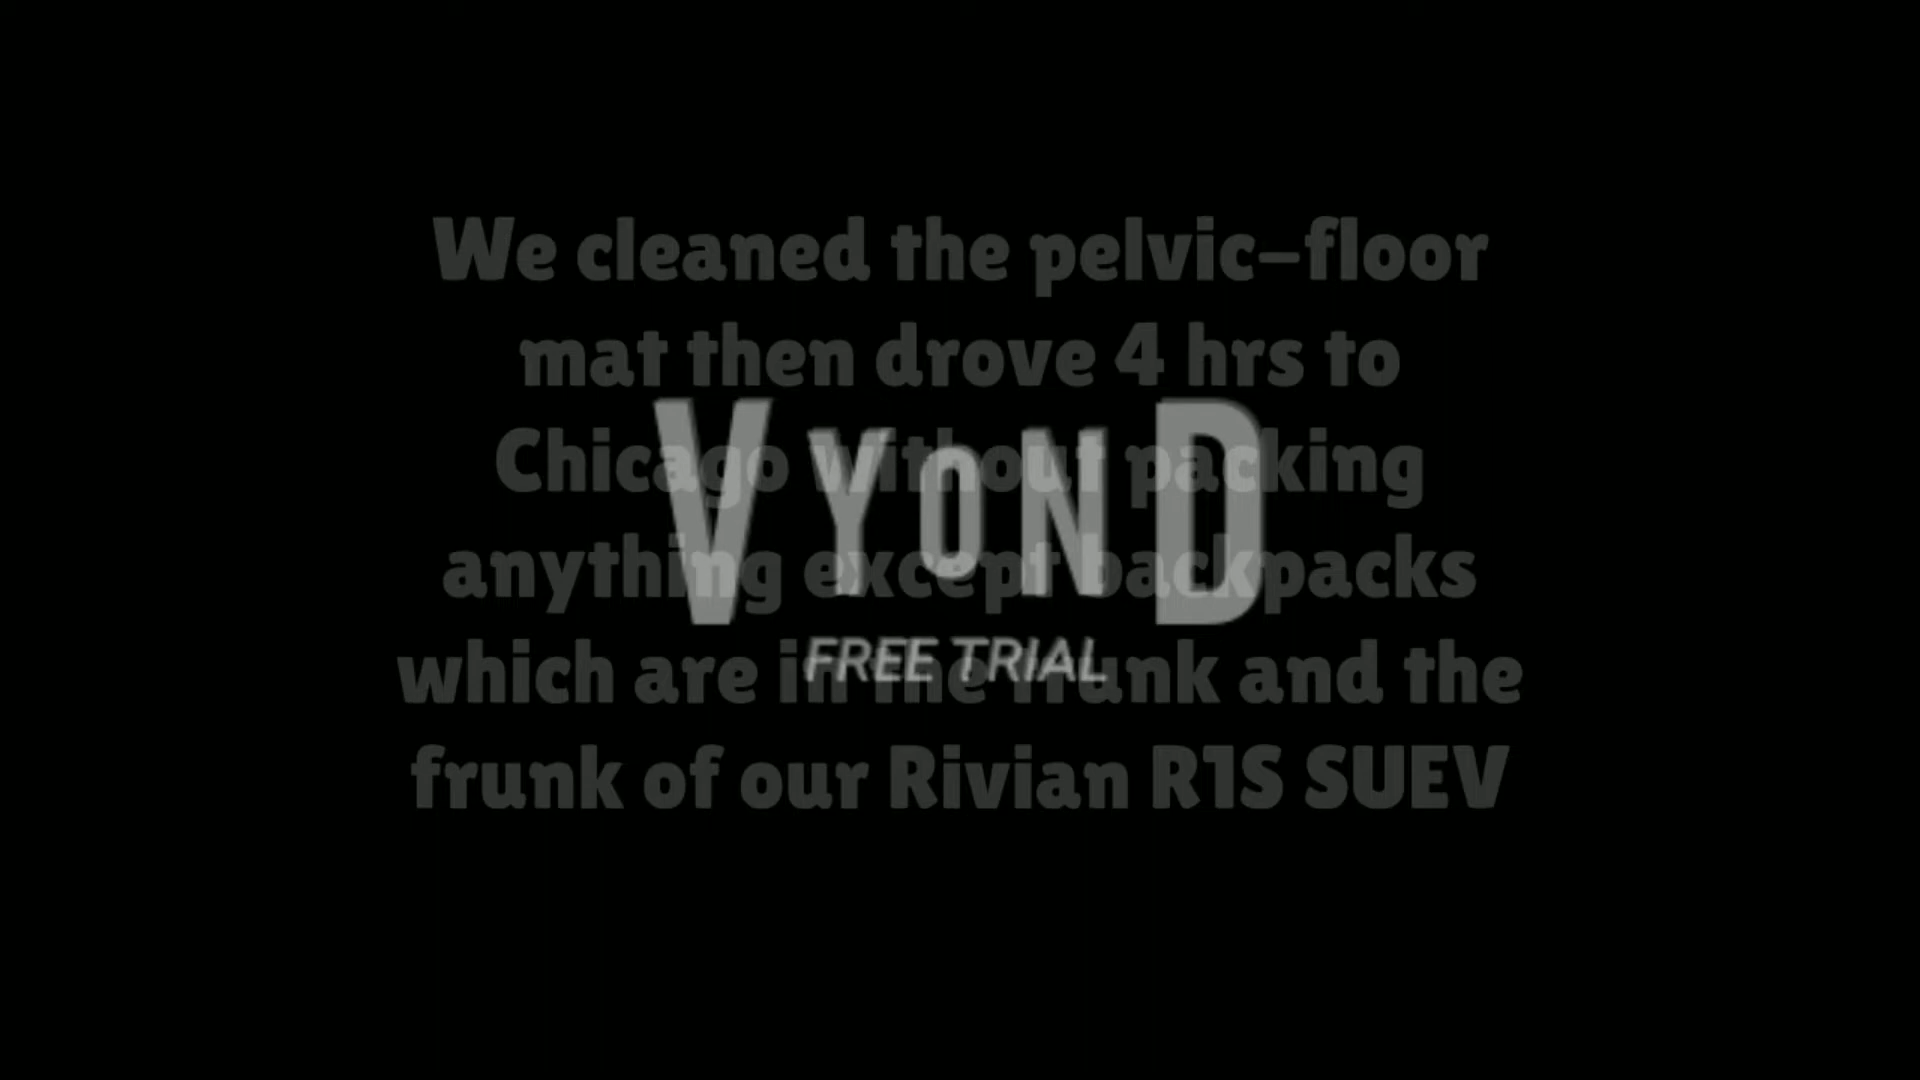 We cleaned the pelvic-floor
mat then drove 4 hrs to
Chicago without packing
anything except backpacks
which are in the frunk and the
frunk of our Rivian R1S SUEV
VYOND
FREE TRIAL